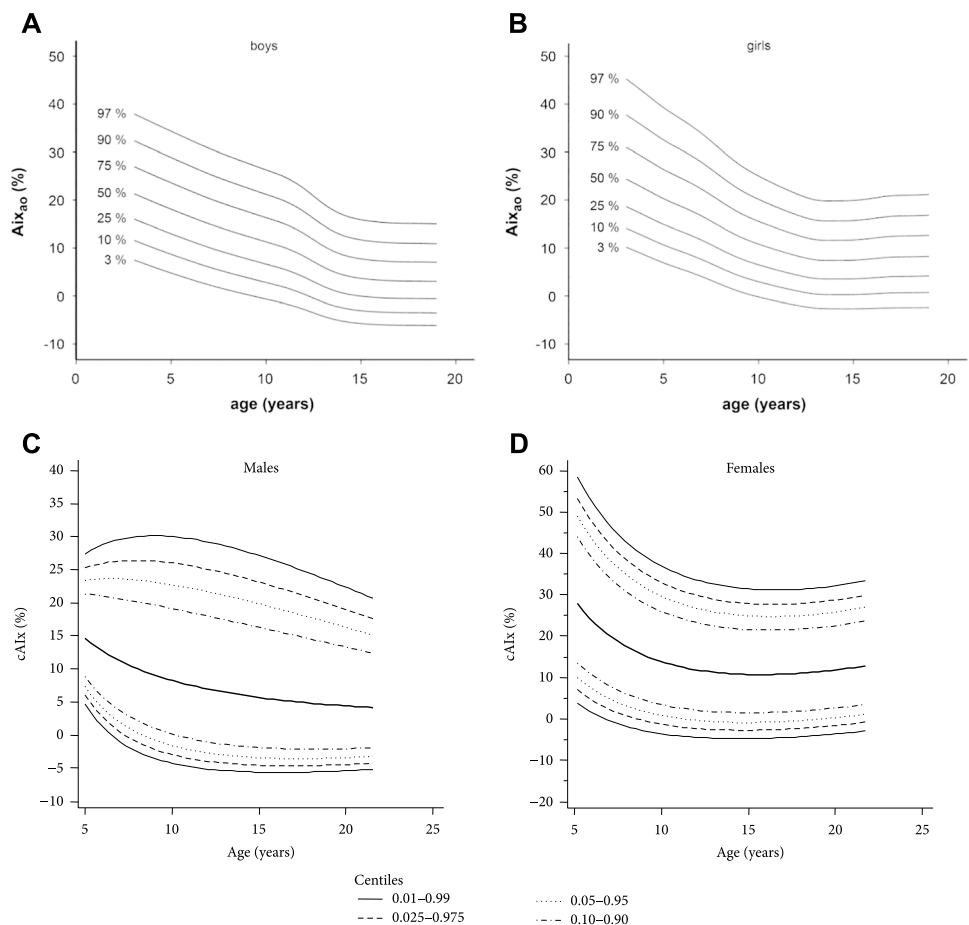 A
boys
50
40
30
20
10
0
-10
Aixao (%)
97 %
90 %
75 %
50 %
25 %
10 %
3 %
0 5 10 15 20
age (years)
B
girls
50
40
30
20
10
0
-10
Aixao (%)
97 %
90 %
75 %
50 %
25 %
10 %
3 %
0 5 10 15 20
age (years)
C
Males
40
35
30
25
20
15
10
5
0
−5
−10
cAIx (%)
5 10 15 20 25
Age (years)
D
Females
60
50
40
30
20
10
0
−10
−20
cAIx (%)
5 10 15 20 25
Age (years)
Centiles
0.01–0.99
0.025–0.975
0.05–0.95
0.10–0.90